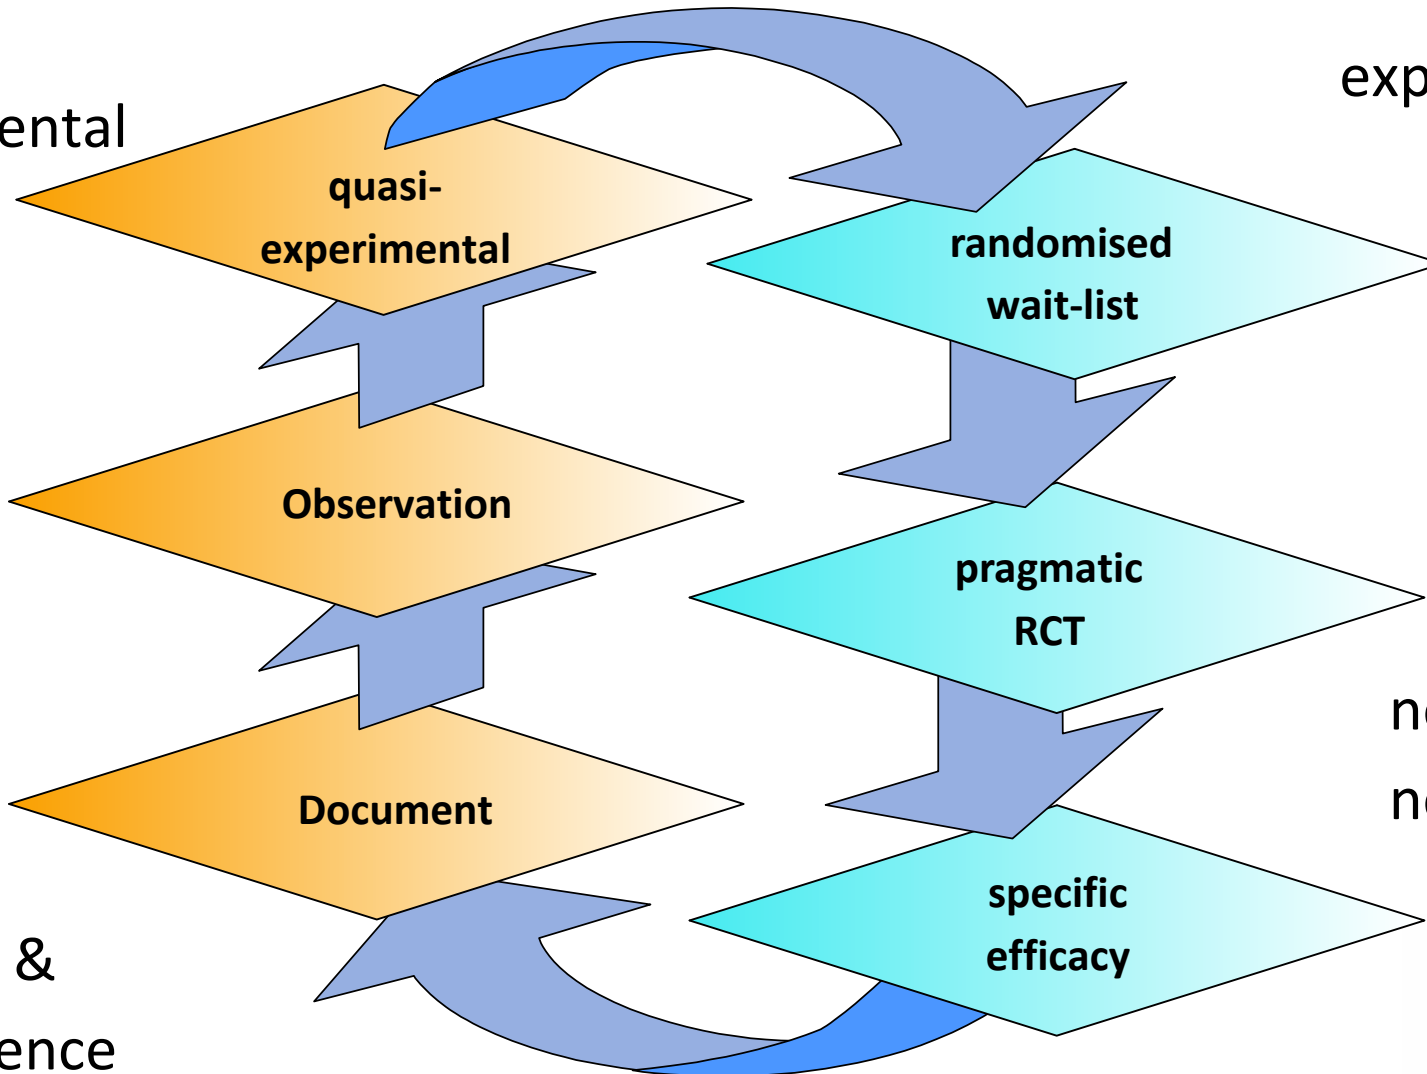 ental
quasi-
experimental
Observation
Document
&
ence
exp
randomised
wait-list
pragmatic
RCT
specific
efficacy